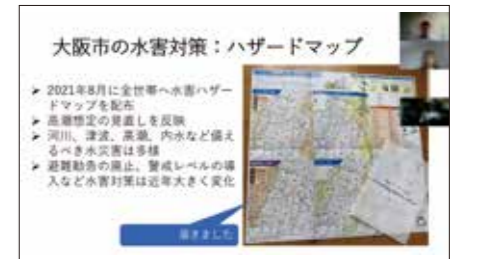 大阪市の水害対策：ハザードマップ
➢ 2021年8月に全世帯へ水害ハザー
ドマップを配布
➢ 高潮想定の見直しを反映
➢ 河川、津波、高潮、内水など備え
るべき水災害は多様
➢ 避難勧告の廃止、警戒レベルの導
入など水害対策は近年大きく変化
届きました